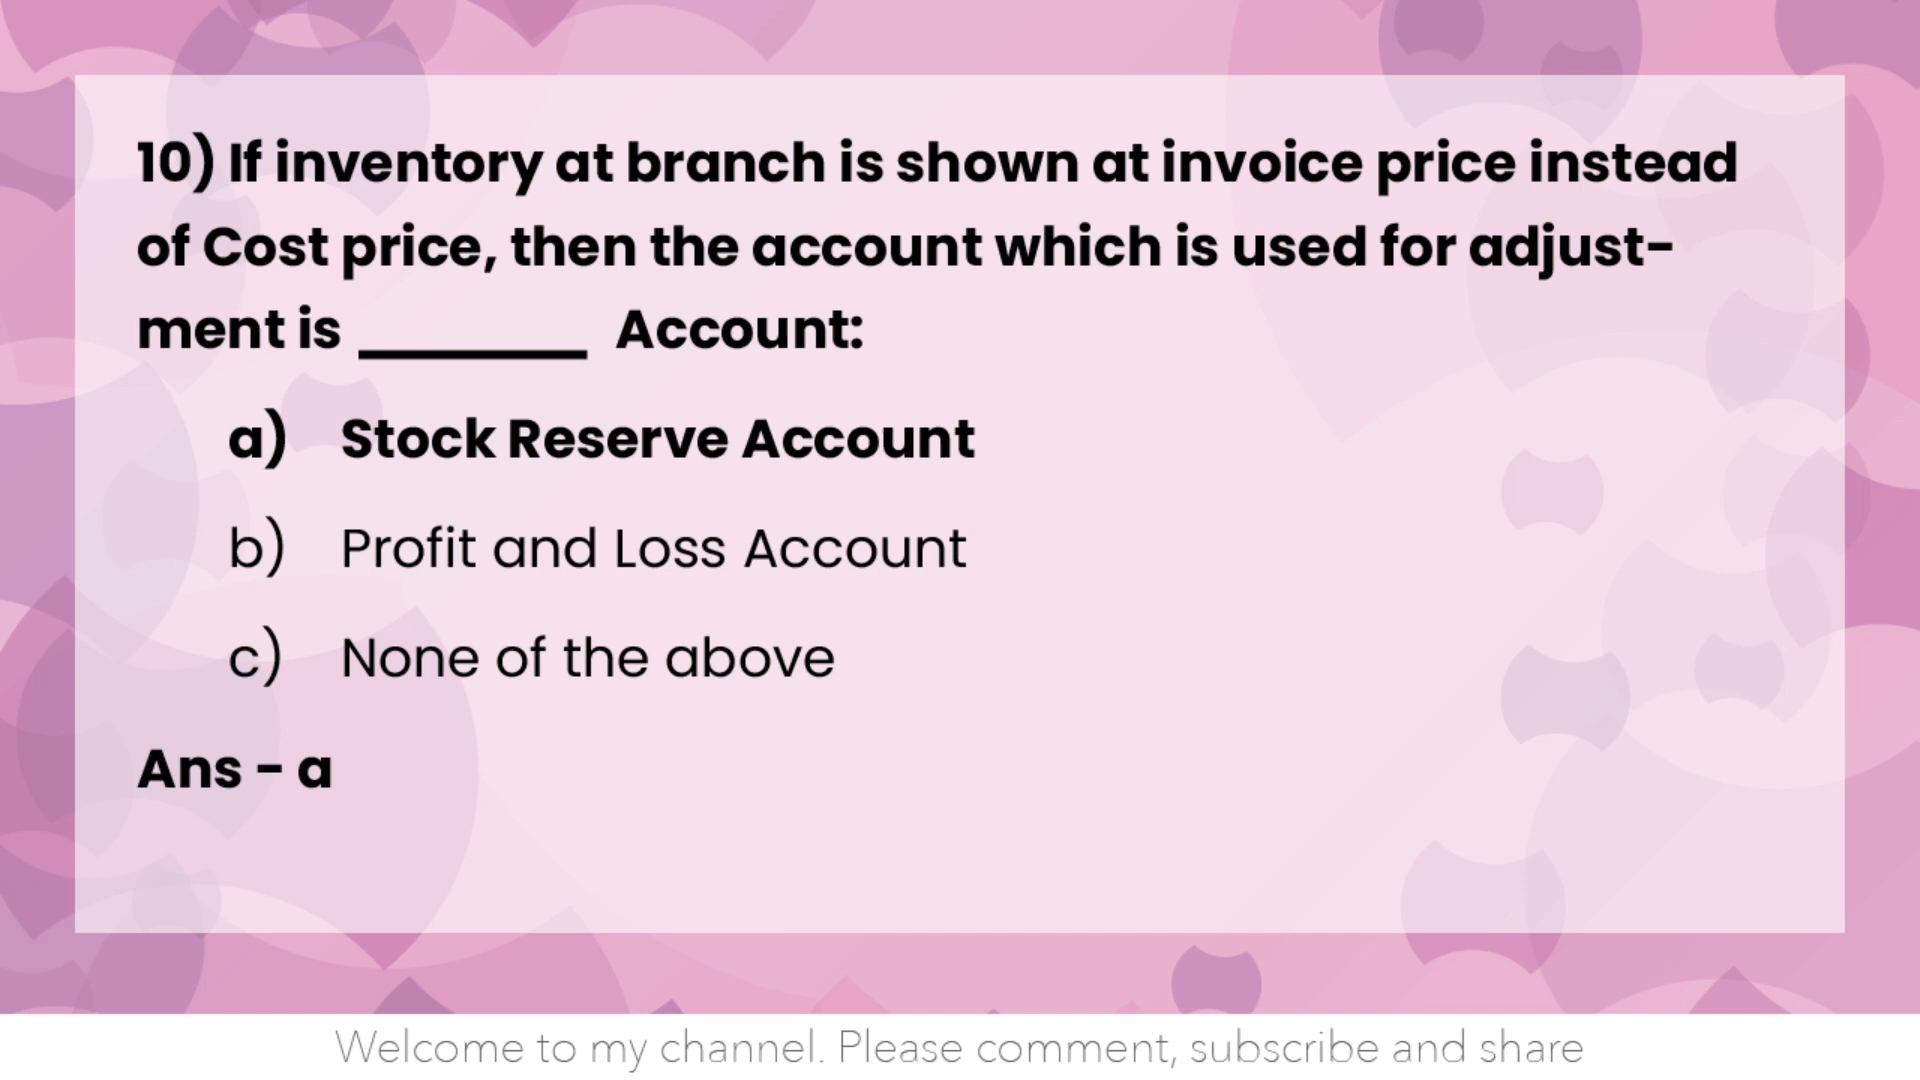 10) If inventory at branch is shown at invoice price instead
of Cost price, then the account which is used for adjust-
ment is ________ Account:
a) Stock Reserve Account
b) Profit and Loss Account
c) None of the above
Ans - a
Welcome to my channel. Please comment, subscribe and share